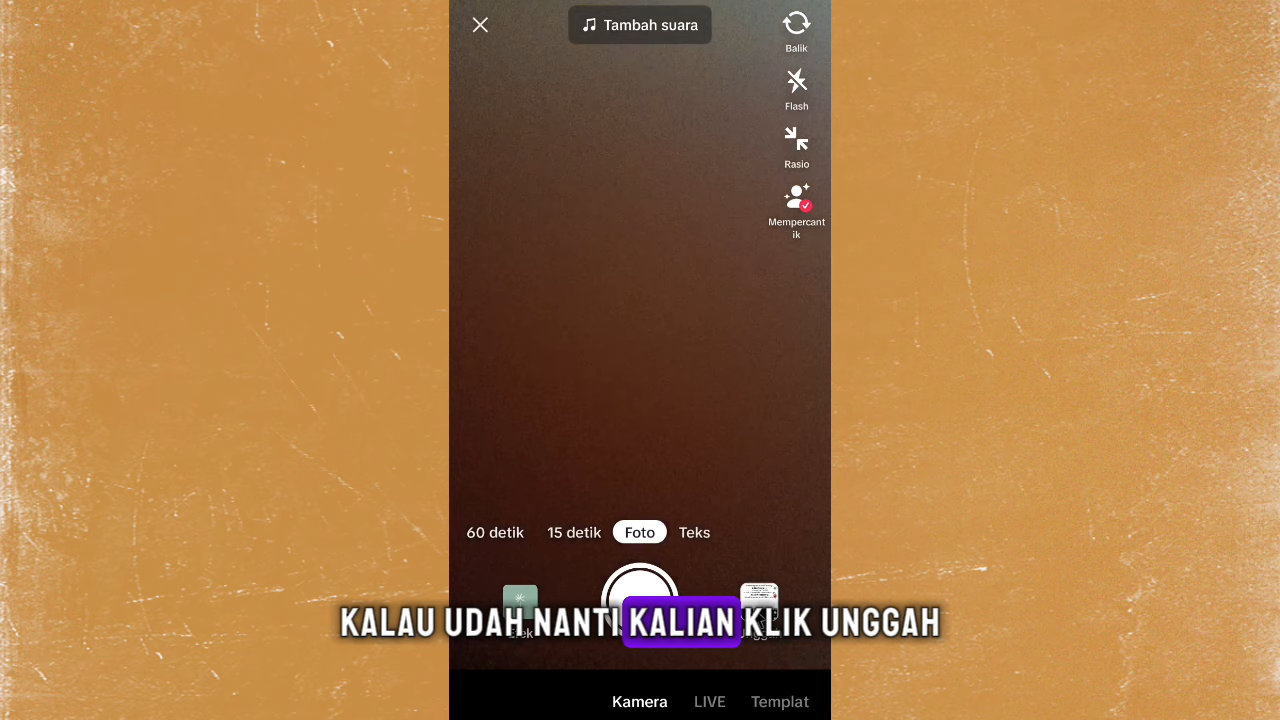 Tambah suara
Balik
Flash
Rasio
Mempercant
ik
60 detik
15 detik
Foto
Teks
KALAU UDAH NANTI KALIAN KLIK UNGGAH
Kamera
LIVE
Templat